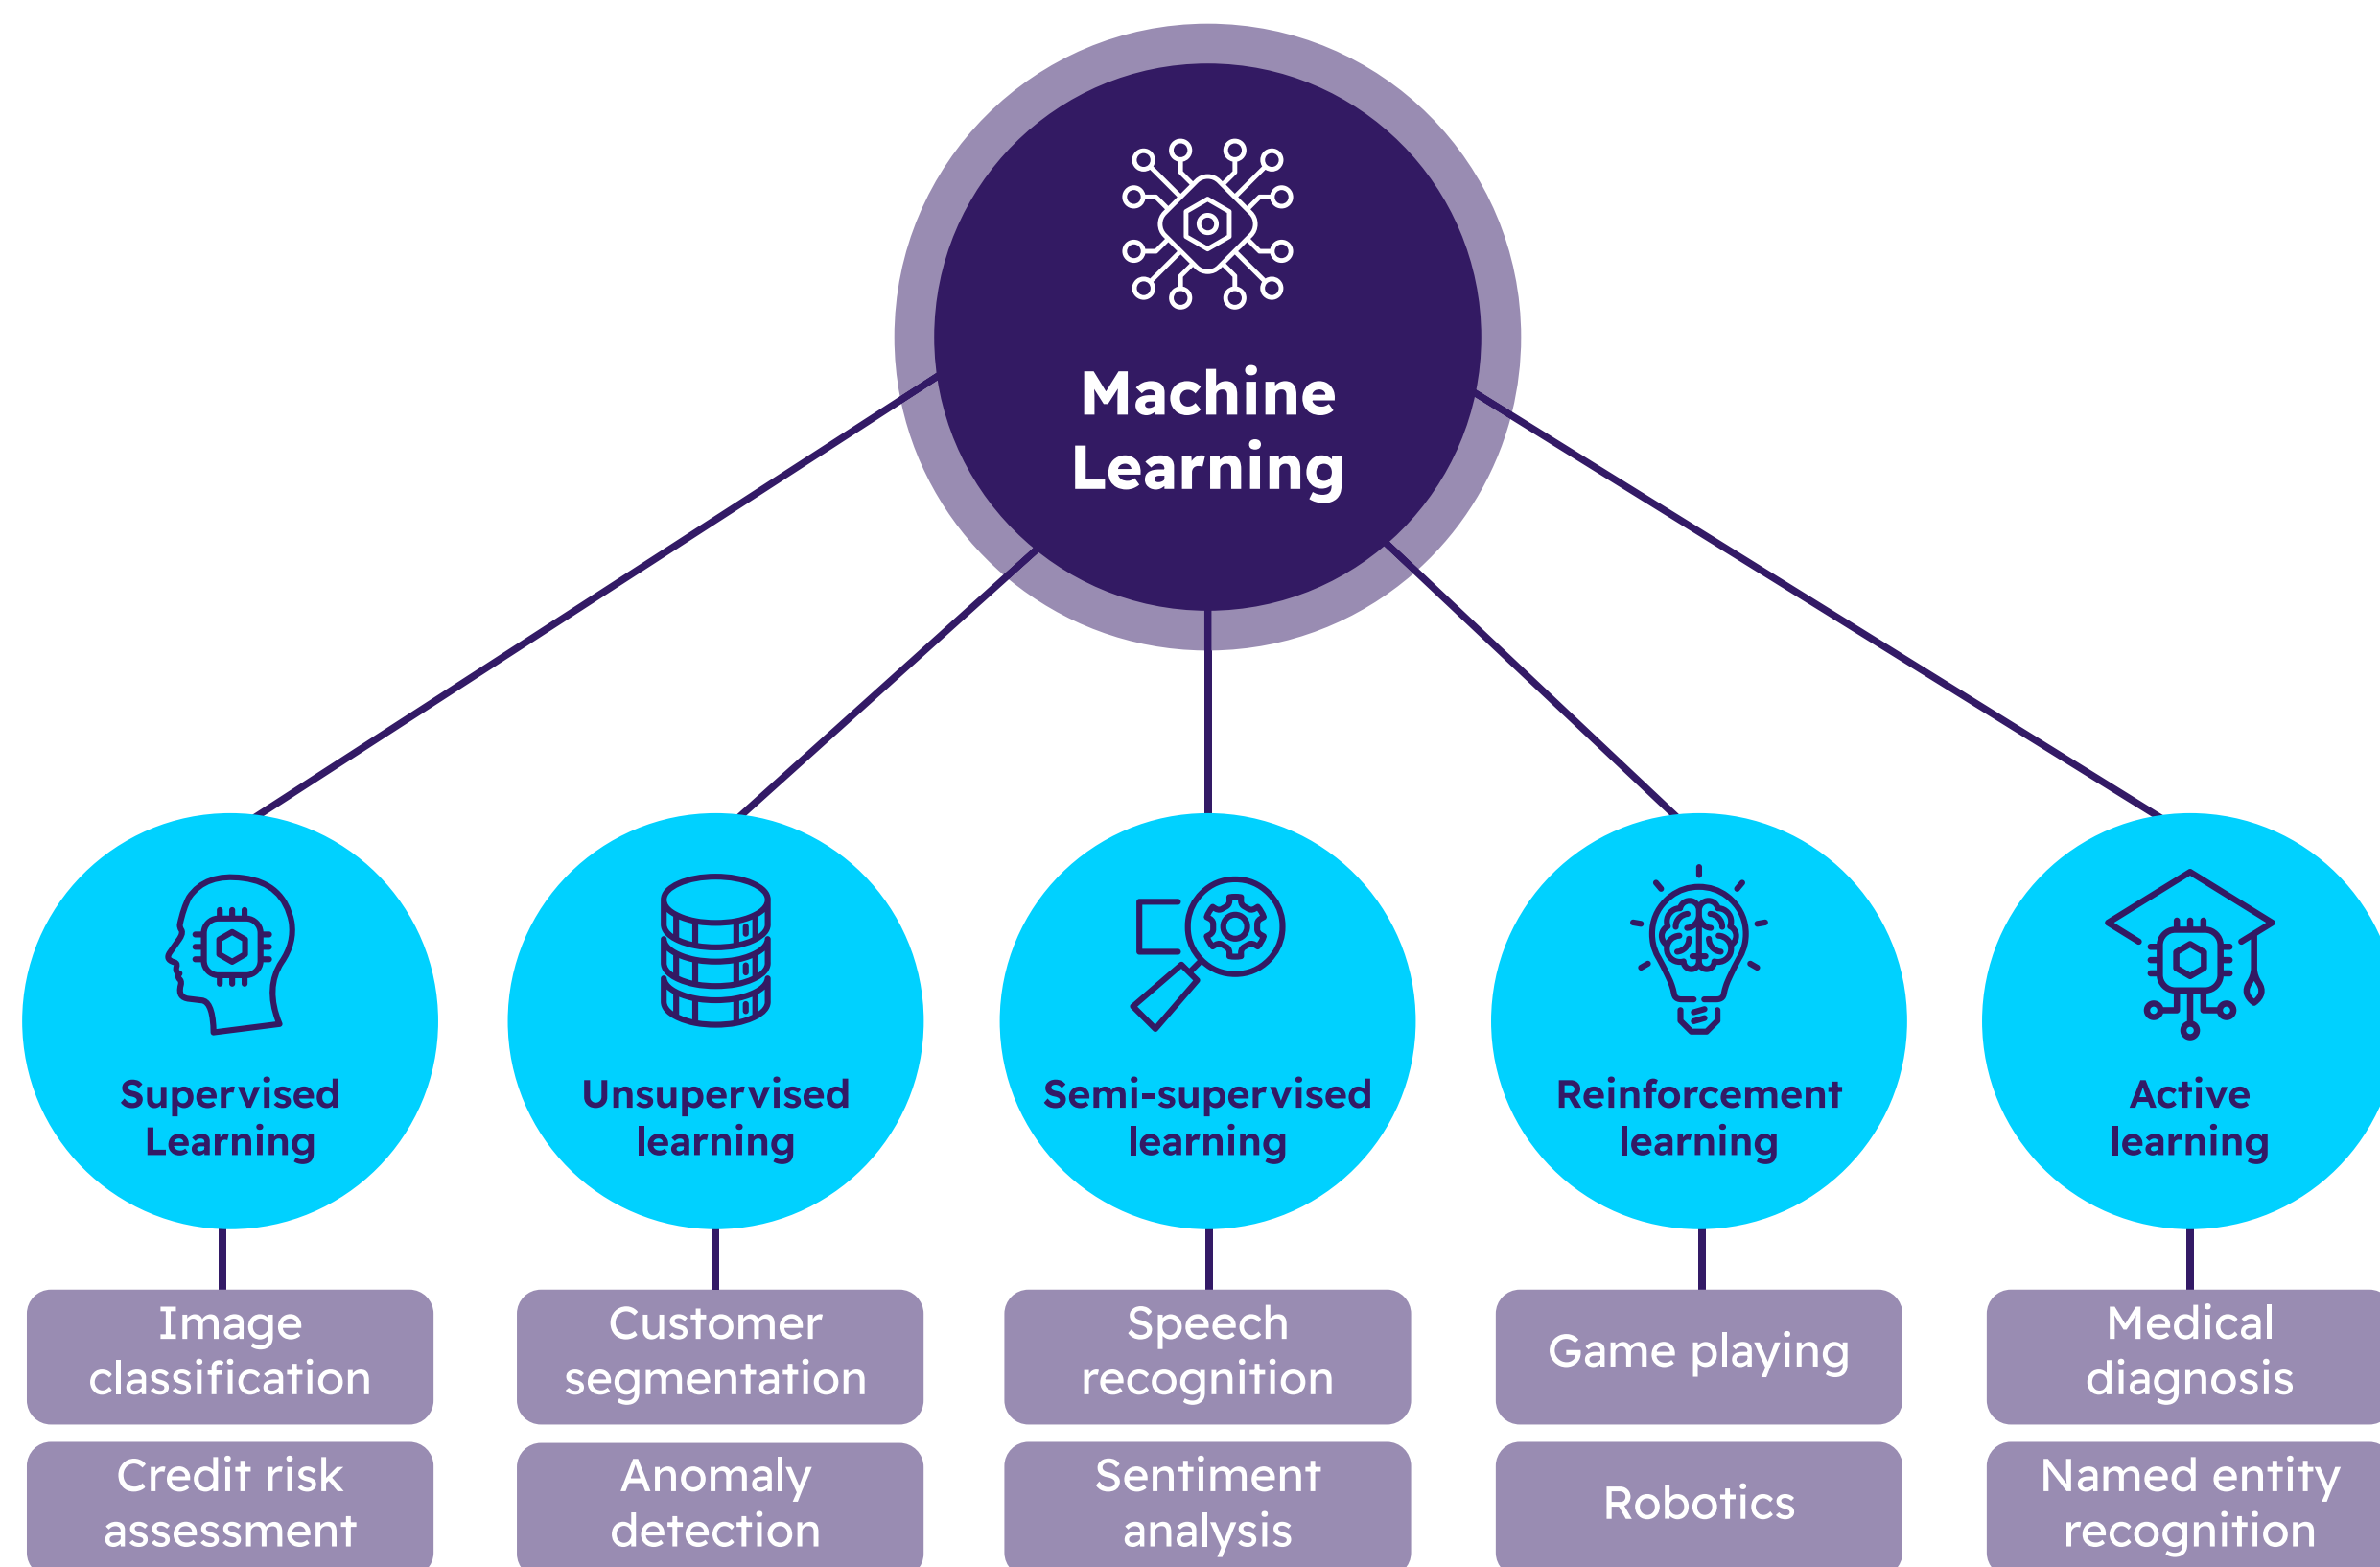 Machine
Learning
Supervised
Learning
Unsupervised
learning
Semi-supervised
learning
Reinforcement
learning
Active
learning
Image
classification
Credit risk
assessment
Customer
segmentation
Anomaly
detection
Speech
recognition
Sentiment
analysis
Game playing
Robotics
Medical
diagnosis
Named entity
recognition